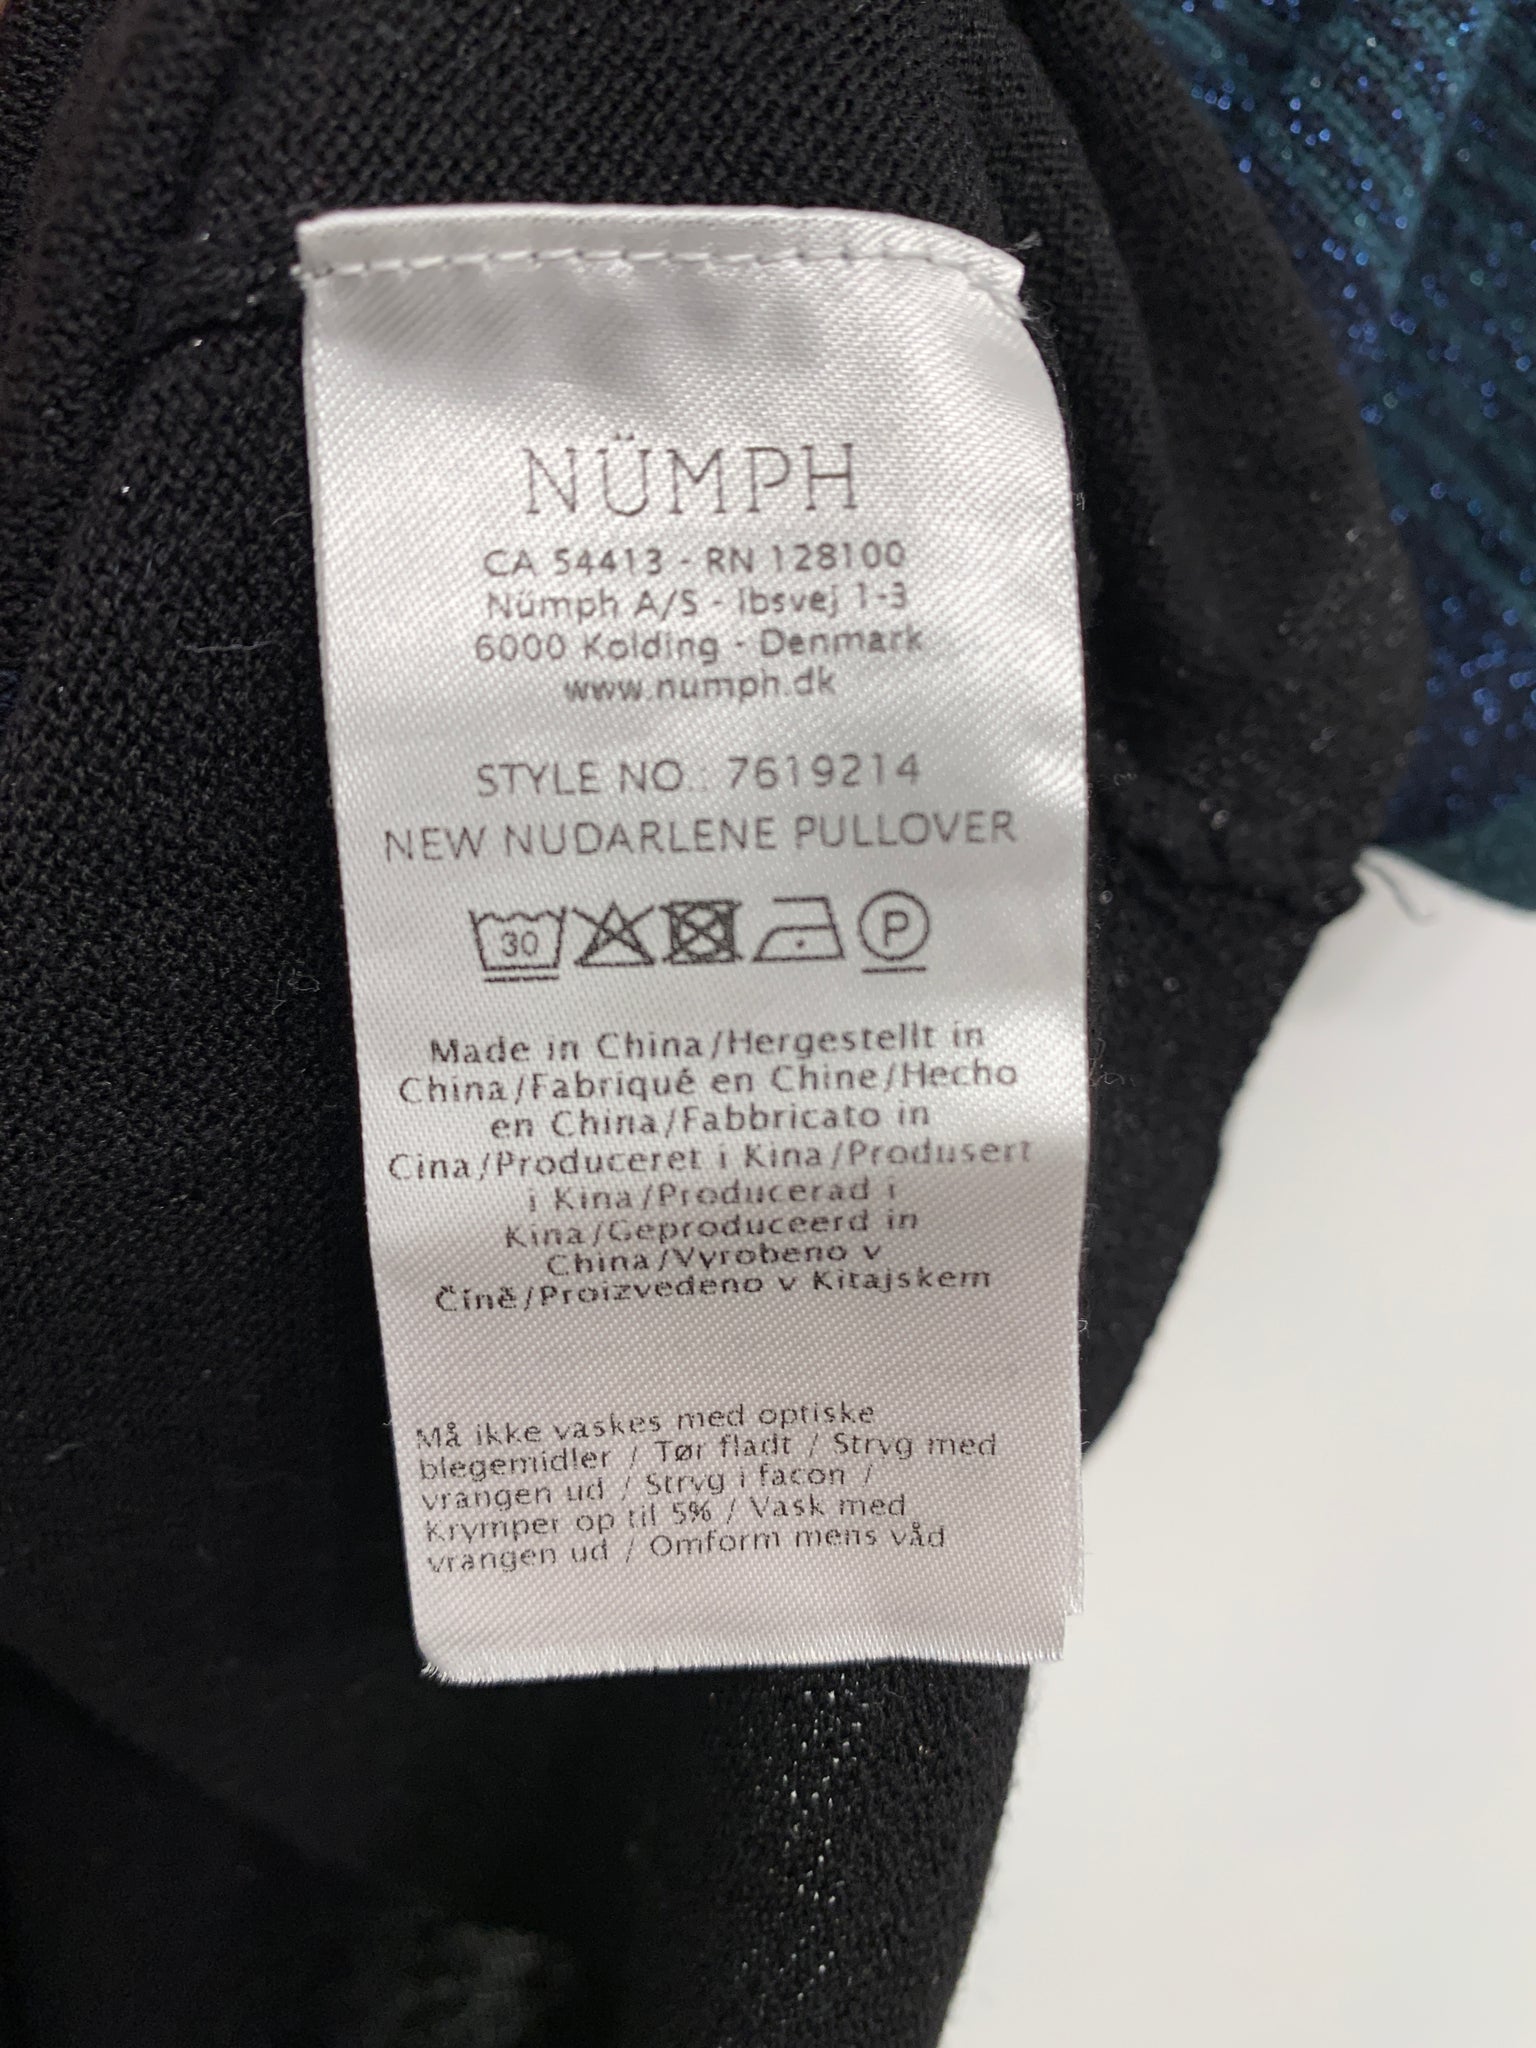 NÜMPH
CA 54413 - RN 128100
Nümph A/S - Ibsvej 1-3
6000 Kolding - Denmark
www.numph.dk
STYLE NO.: 7619214
NEW NUDARLENE PULLOVER
30 P
Made in China/Hergestellt in
China/Fabriqué en Chine/Hecho
en China/Fabbricato in
Cina/Produceret i Kina/Produsert
i Kina/Producerad i
Kina/Geproduceerd in
China/Vyrobeno v
Číně/Proizvedeno v Kitajskem
Må ikke vaskes med optiske
blegemidler / Tør fladt / Stryg med
vrangen ud / Stryg i facon /
Krymper op til 5% / Vask med
vrangen ud / Omform mens våd